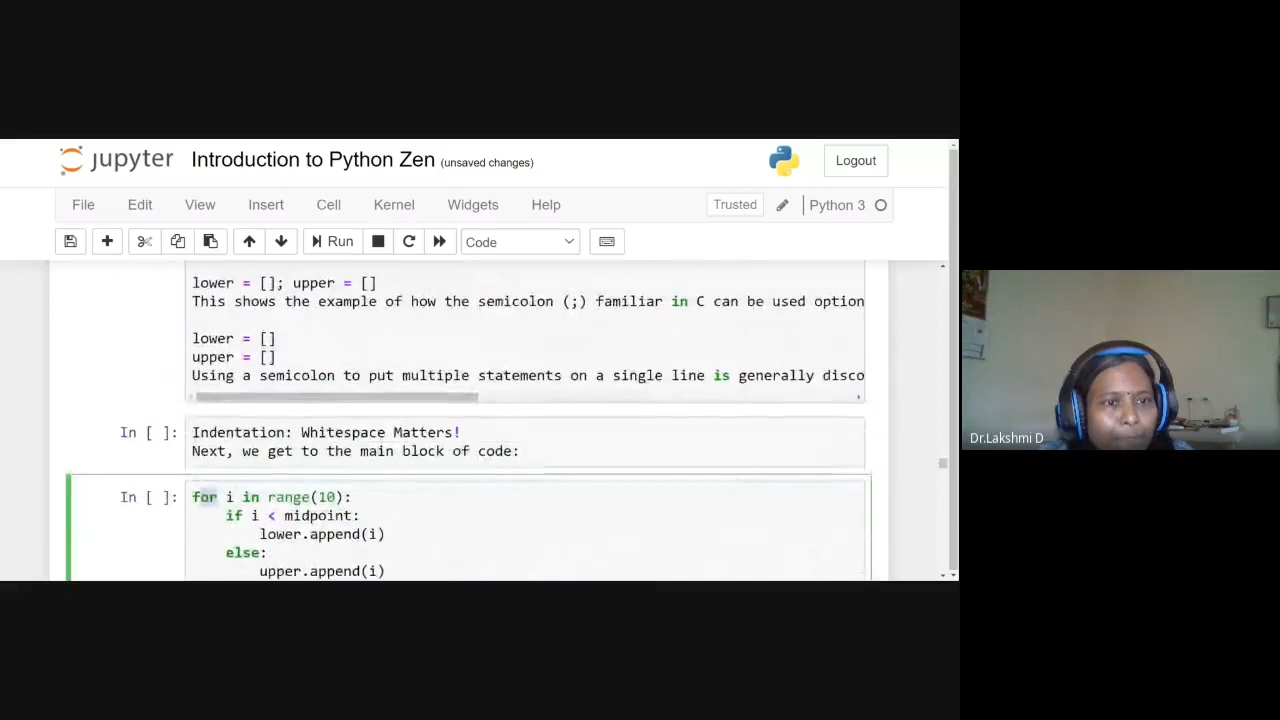 jupyter Introduction to Python Zen (unsaved changes) Logout
File Edit View Insert Cell Kernel Widgets Help Trusted Python 3
Run Code
lower = []; upper = []
This shows the example of how the semicolon (;) familiar in C can be used option
lower = []
upper = []
Using a semicolon to put multiple statements on a single line is generally disco
In [ ]: Indentation: Whitespace Matters!
Next, we get to the main block of code:
In [ ]: for i in range(10):
if i < midpoint:
lower.append(i)
else:
upper.append(i)
Dr.Lakshmi D